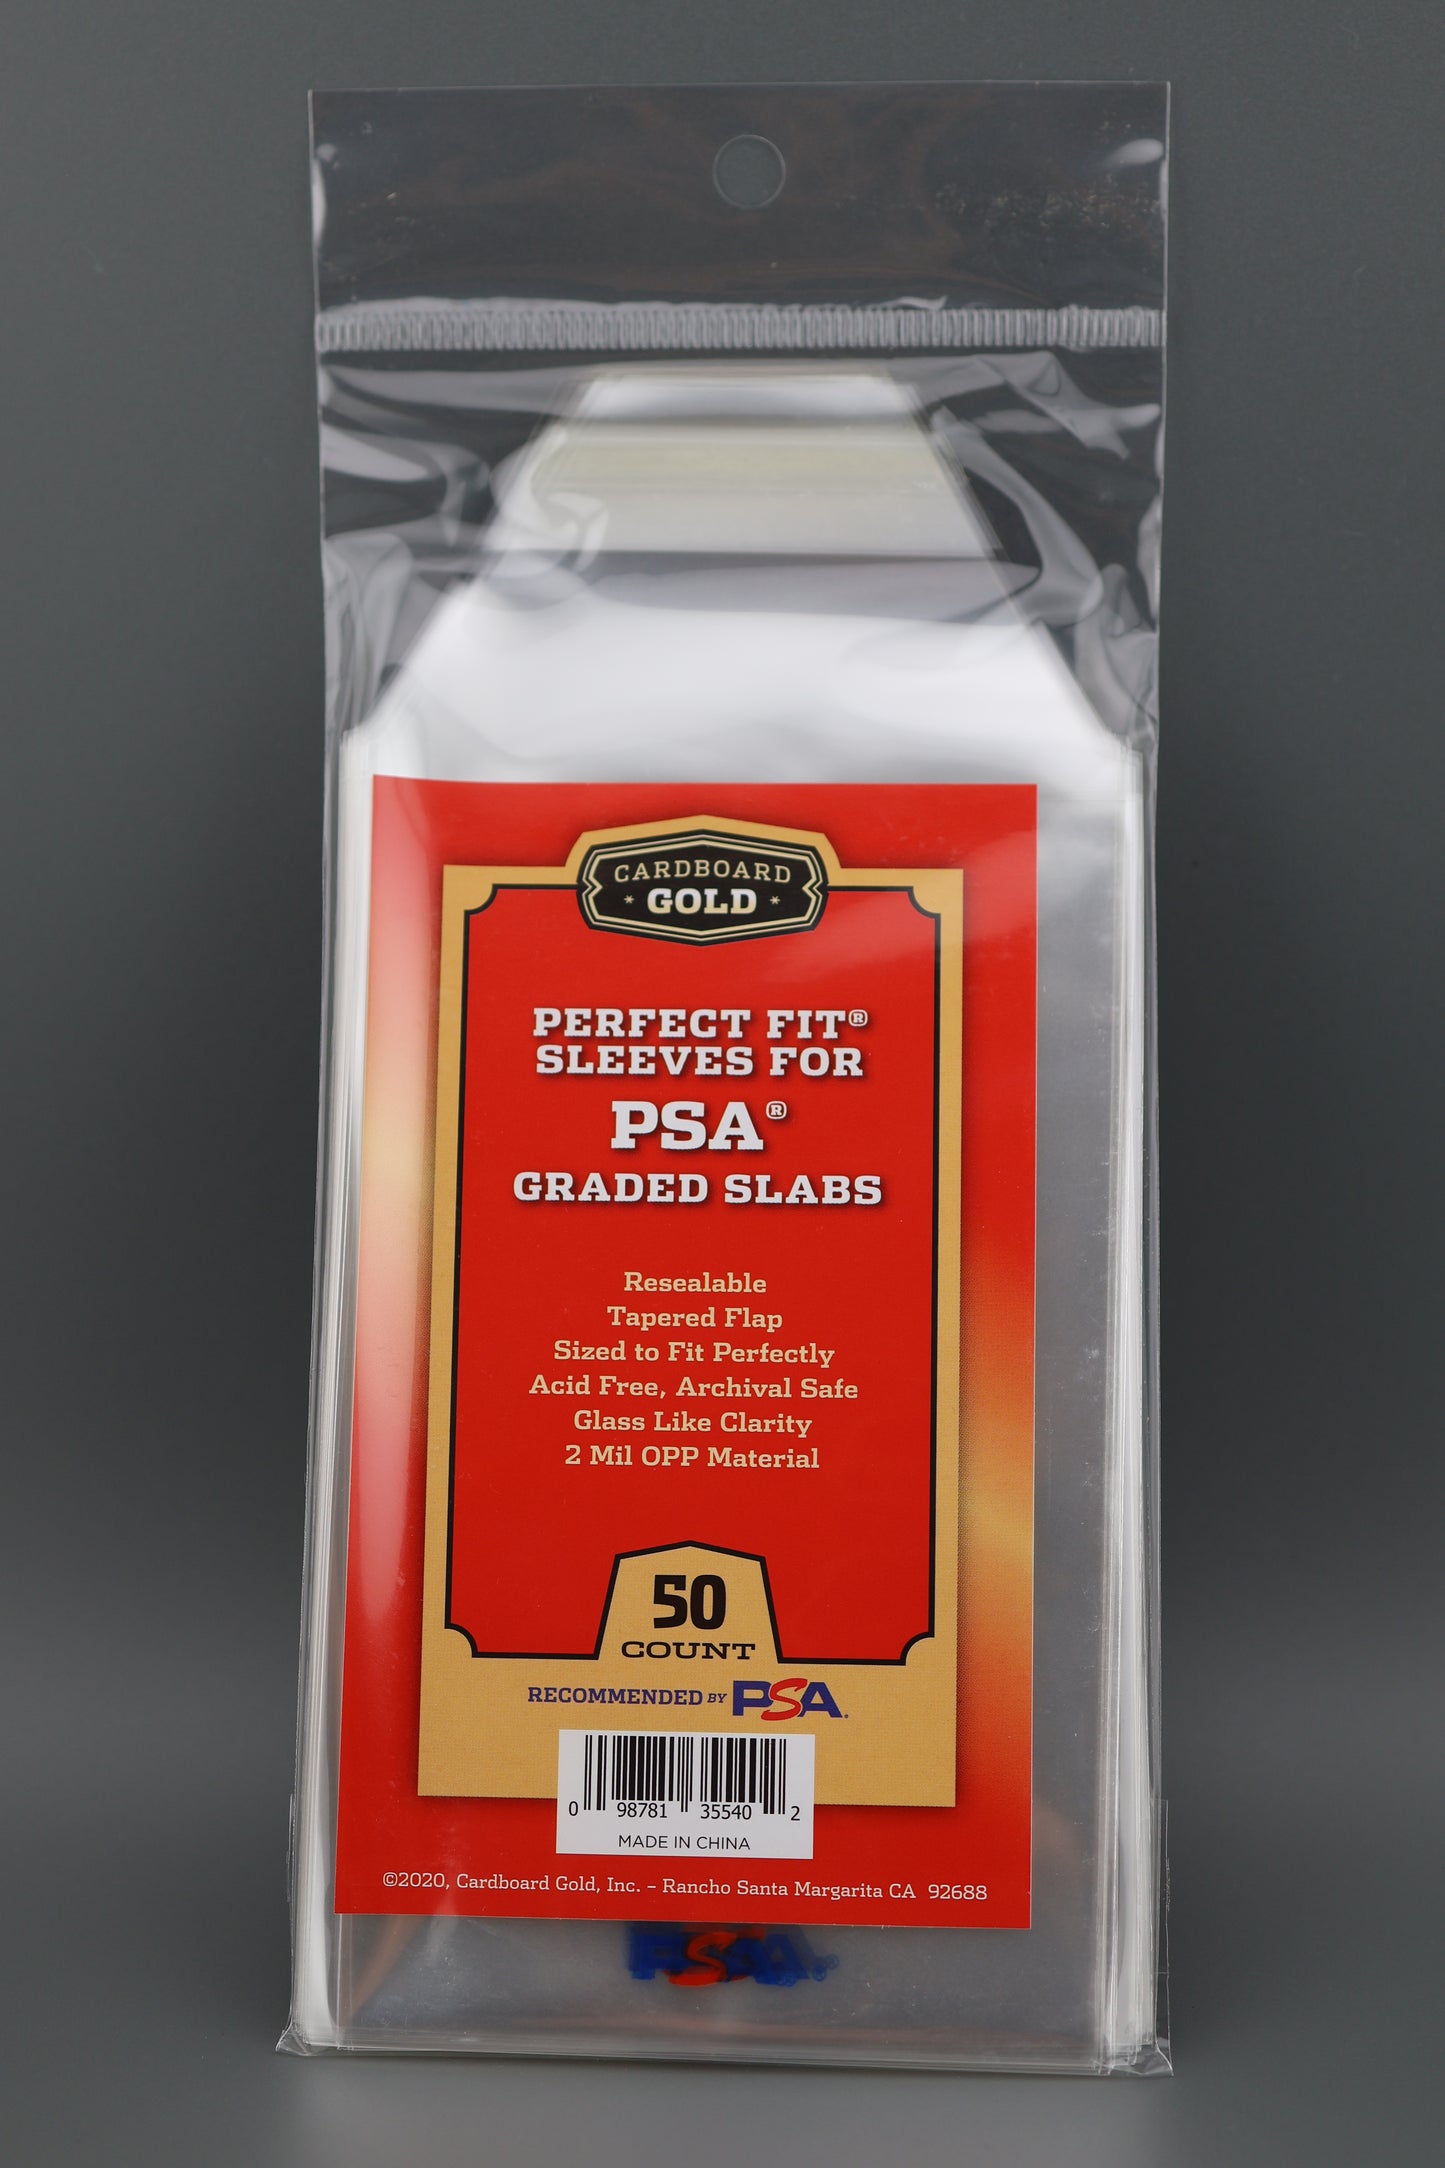 CARDBOARD
* GOLD *
PERFECT FIT®
SLEEVES FOR
PSA®
GRADED SLABS
Resealable
Tapered Flap
Sized to Fit Perfectly
Acid Free, Archival Safe
Glass Like Clarity
2 Mil OPP Material
50
COUNT
RECOMMENDED BY PSA®
0 98781 35540 2
MADE IN CHINA
©2020, Cardboard Gold, Inc. – Rancho Santa Margarita CA 92688
PSA